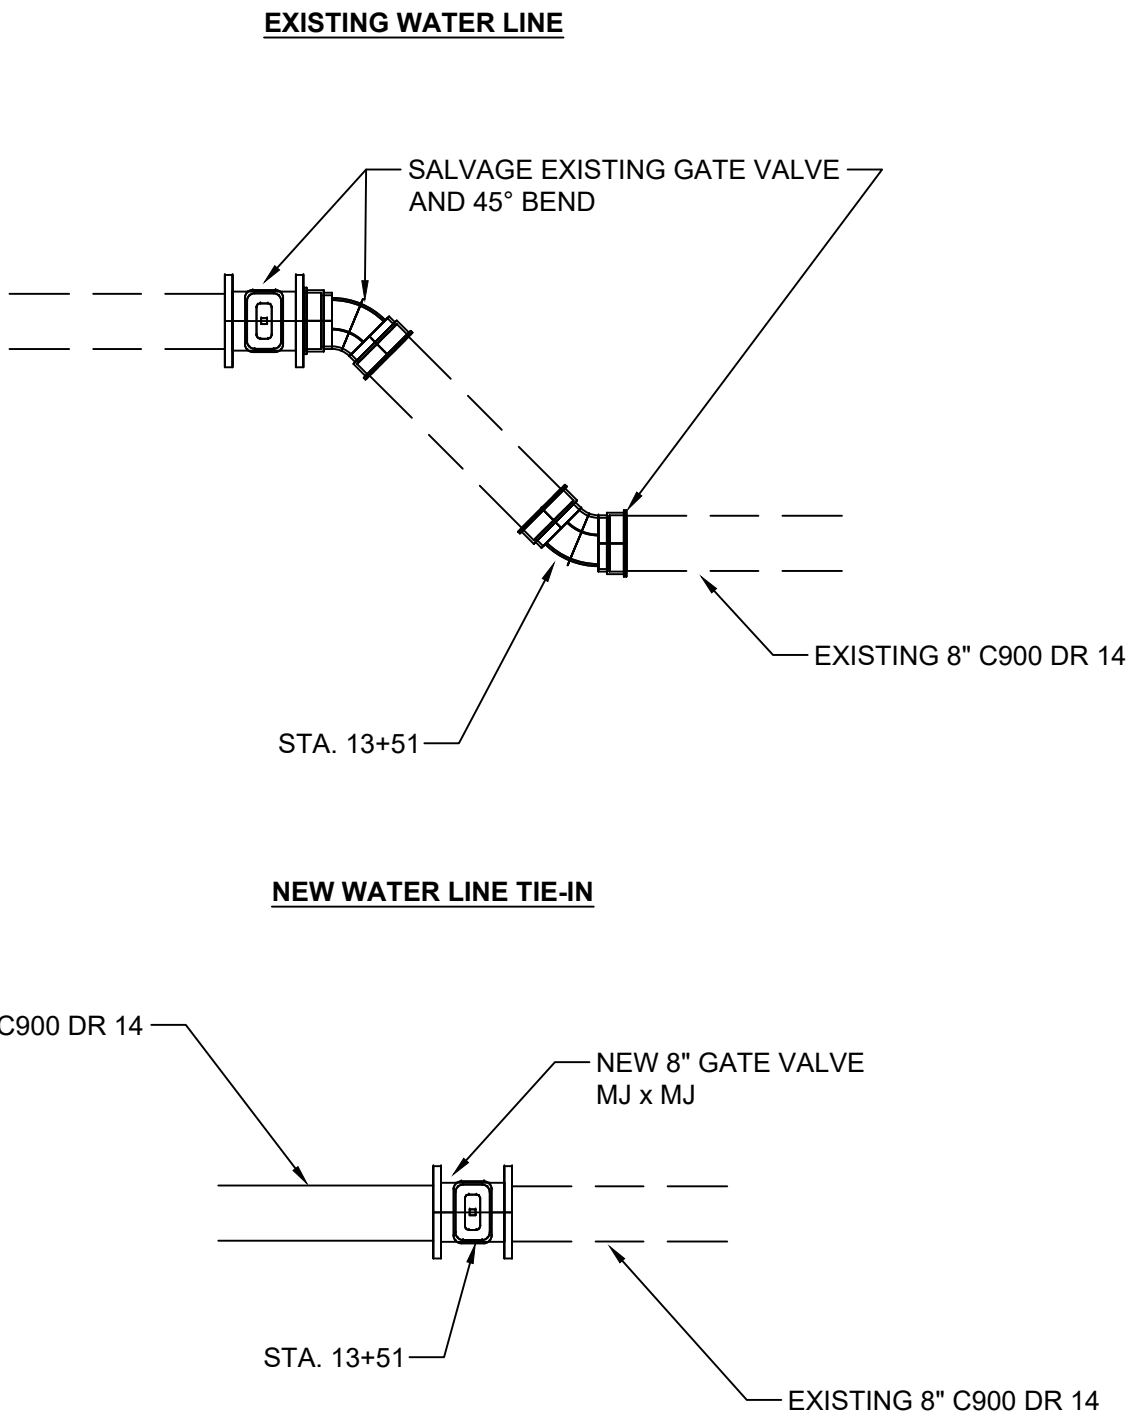 EXISTING WATER LINE
SALVAGE EXISTING GATE VALVE
AND 45° BEND
EXISTING 8" C900 DR 14
STA. 13+51
NEW WATER LINE TIE-IN
C900 DR 14
NEW 8" GATE VALVE
MJ x MJ
STA. 13+51
EXISTING 8" C900 DR 14